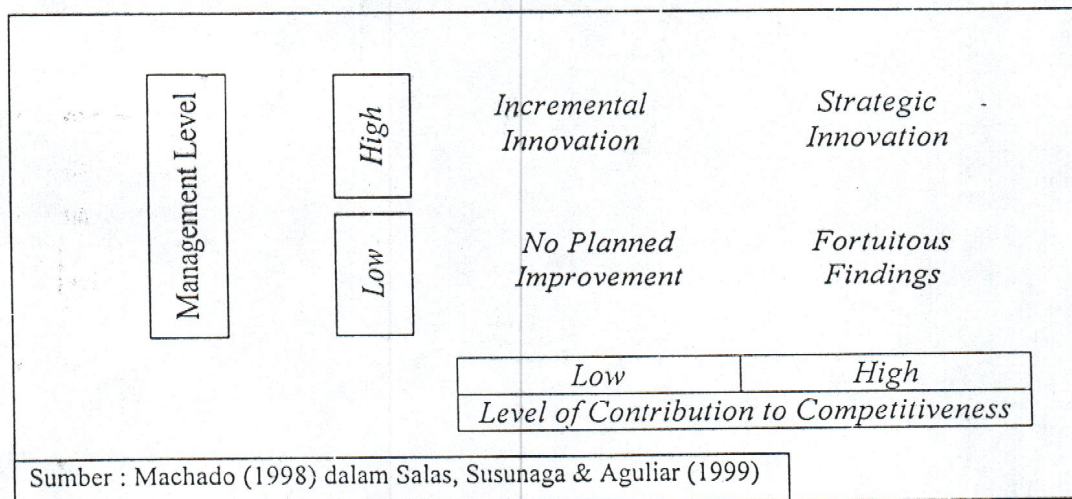 Management Level
High
Low
Incremental
Innovation
Strategic
Innovation
No Planned
Improvement
Fortuitous
Findings
Low
High
Level of Contribution to Competitiveness
Sumber : Machado (1998) dalam Salas, Susunaga & Aguliar (1999)